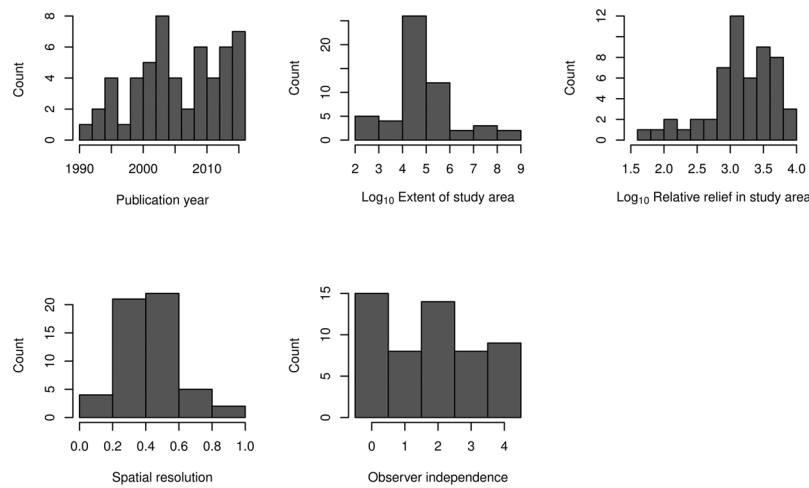 Count
0 2 4 6 8
1990 2000 2010
Publication year
Count
0 5 10 20
2 3 4 5 6 7 8 9
Log10 Extent of study area
Count
0 2 4 6 8 12
1.5 2.0 2.5 3.0 3.5 4.0
Log10 Relative relief in study area
Count
0 5 10 15 20
0.0 0.2 0.4 0.6 0.8 1.0
Spatial resolution
Count
0 5 10 15
0 1 2 3 4
Observer independence